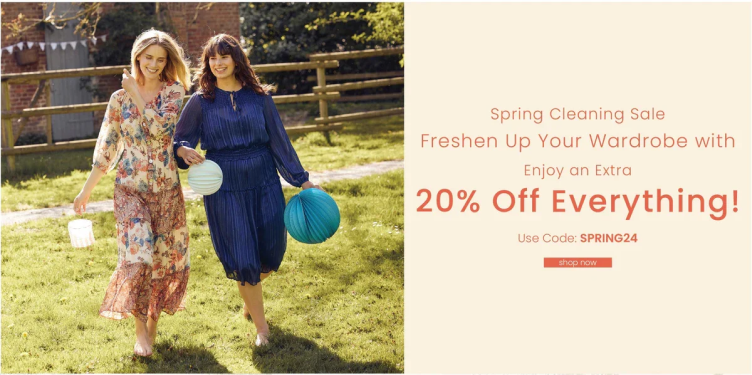 Spring Cleaning Sale
Freshen Up Your Wardrobe with
Enjoy an Extra
20% Off Everything!
Use Code: SPRING24
shop now